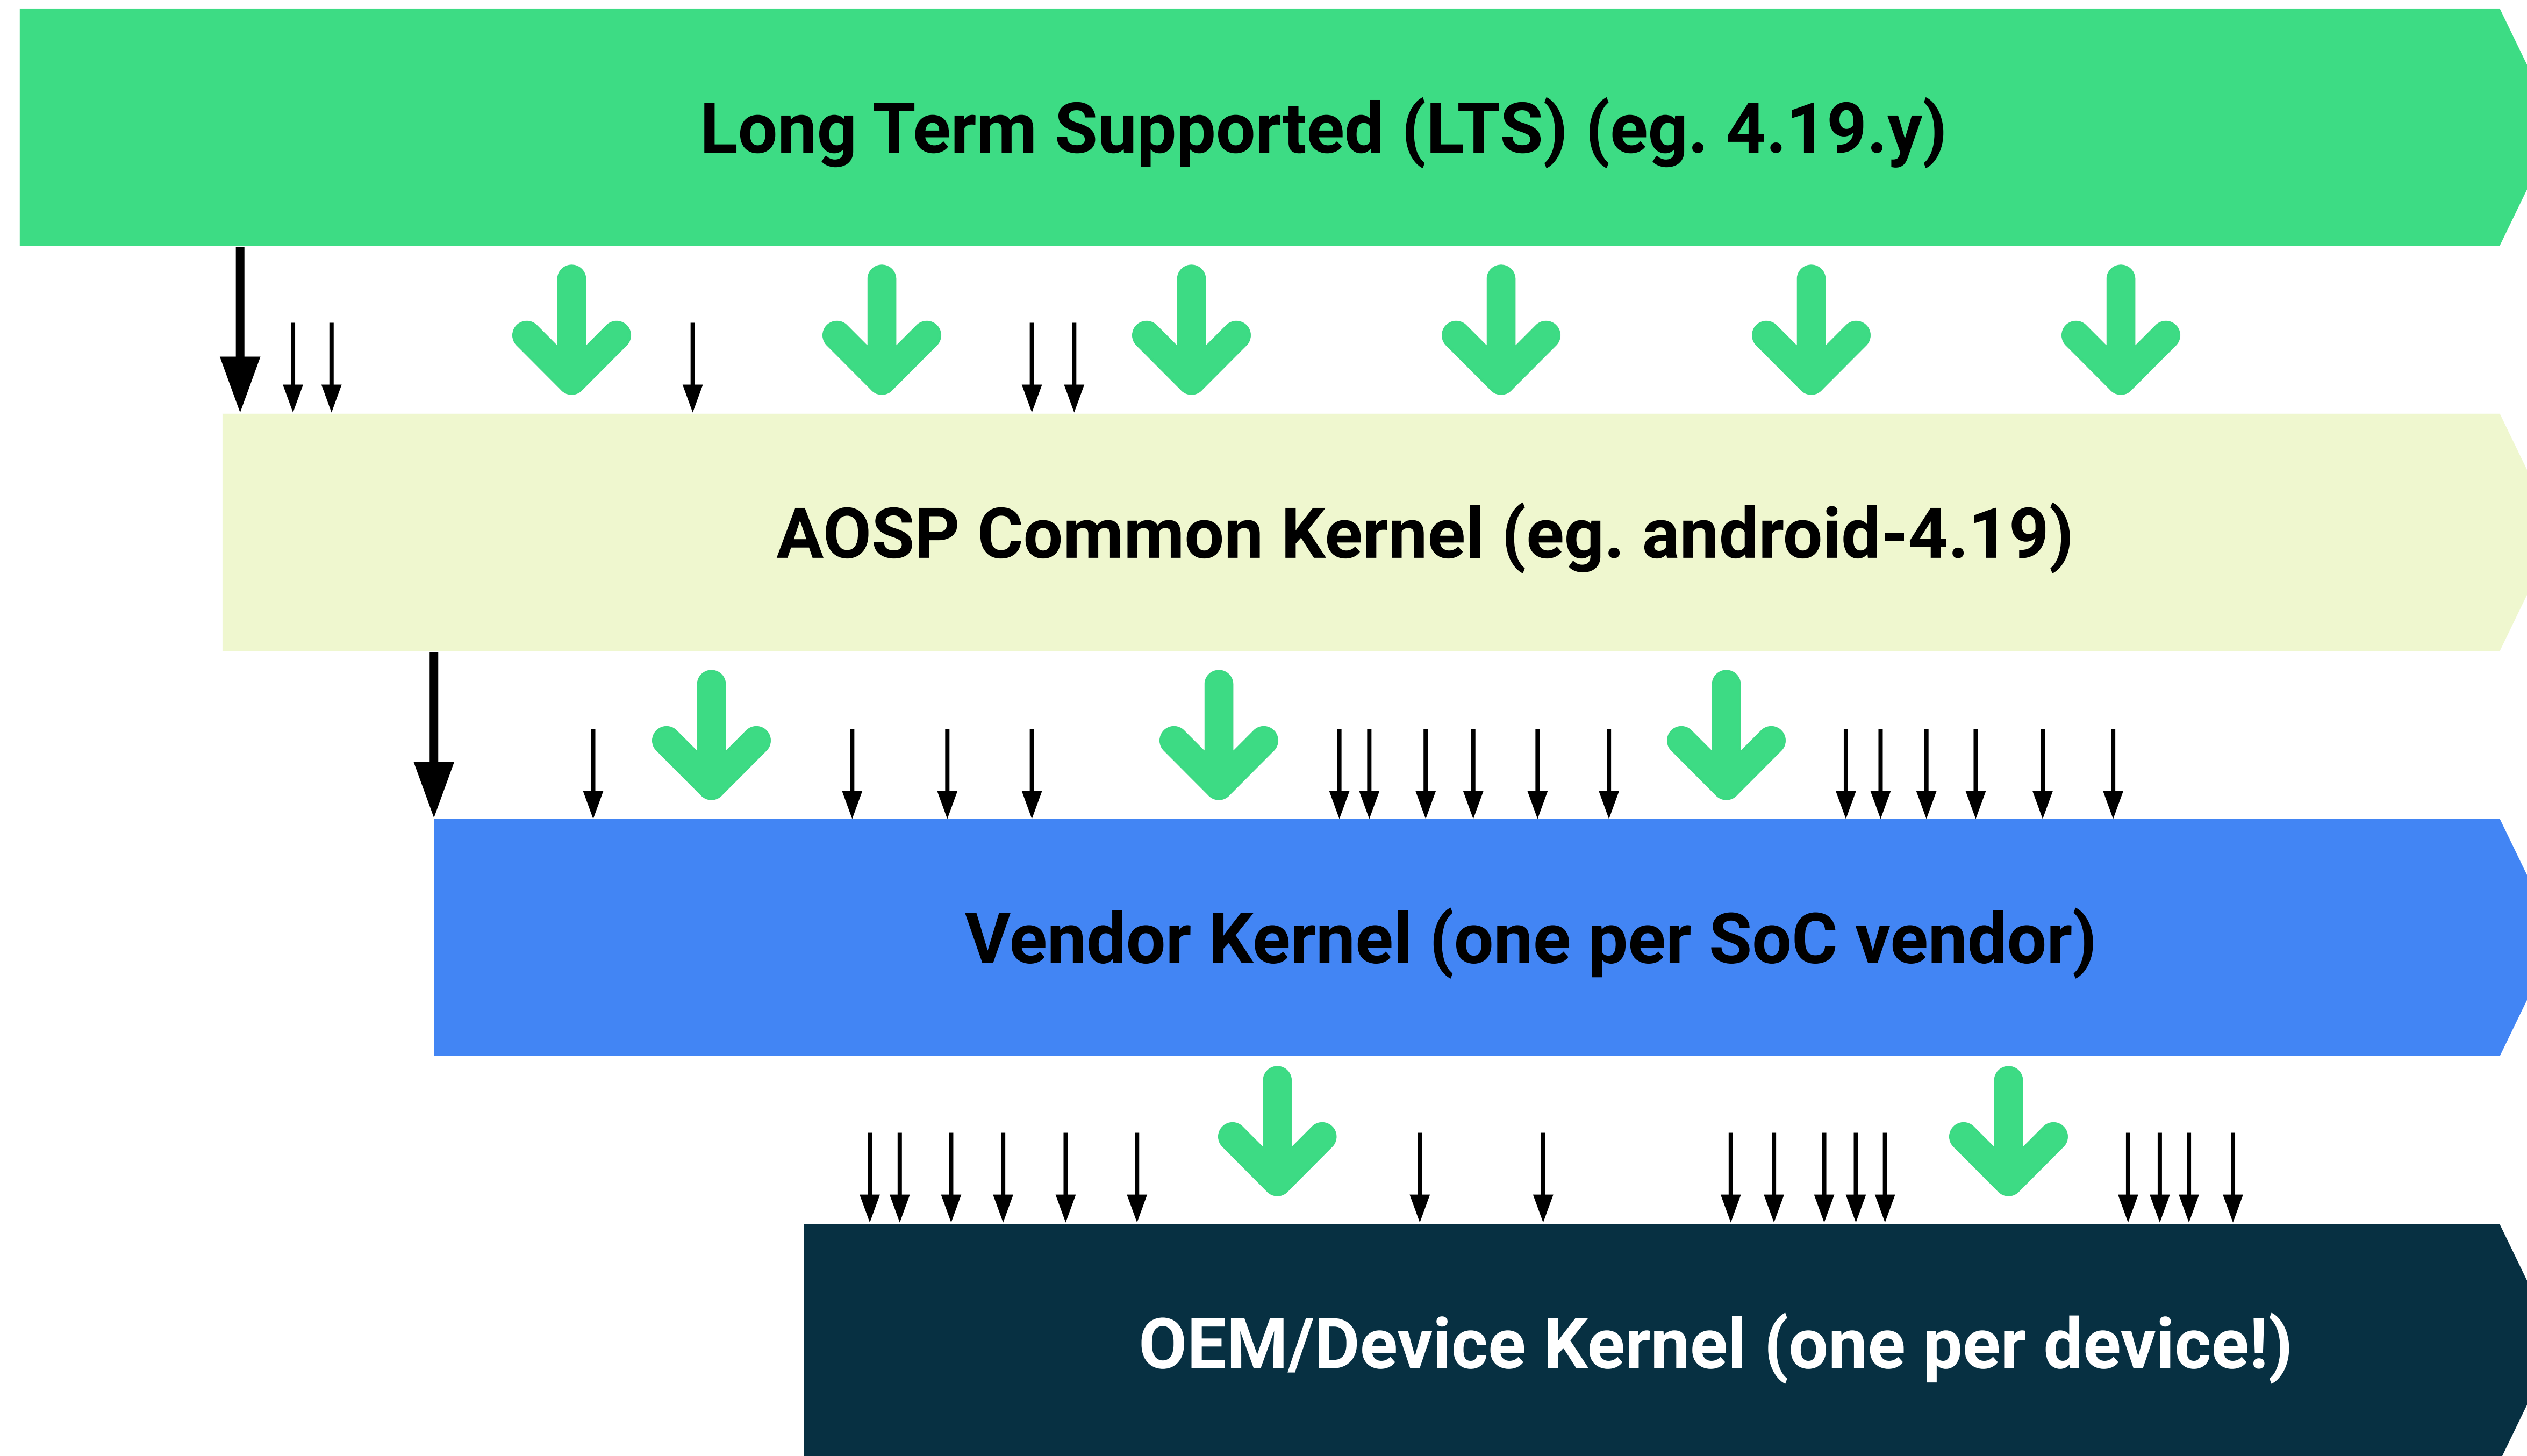 Long Term Supported (LTS) (eg. 4.19.y)
AOSP Common Kernel (eg. android-4.19)
Vendor Kernel (one per SoC vendor)
OEM/Device Kernel (one per device!)